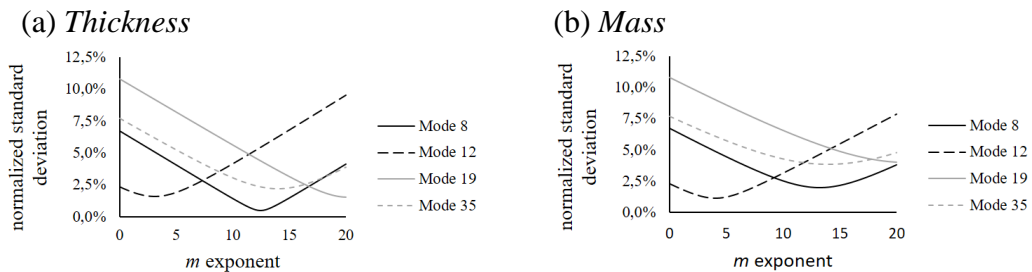 (a) Thickness
normalized standard
deviation
12,5%
10,0%
7,5%
5,0%
2,5%
0,0%
0 5 10 15 20
m exponent
Mode 8
Mode 12
Mode 19
Mode 35
(b) Mass
normalized standard
deviation
12,5%
10,0%
7,5%
5,0%
2,5%
0,0%
0 5 10 15 20
m exponent
Mode 8
Mode 12
Mode 19
Mode 35